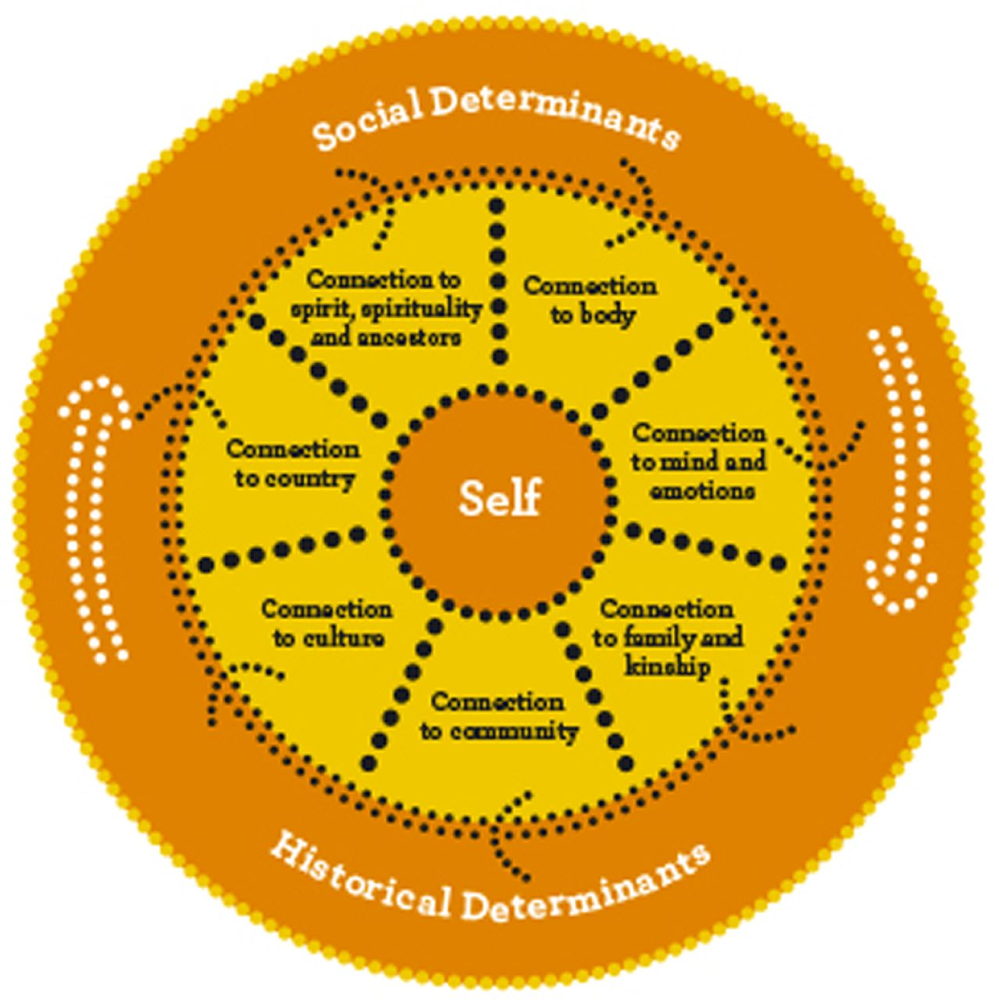 Social Determinants
Connection to
spirit, spirituality
and ancestors
Connection
to body
Connection
to mind and
emotions
Connection
to family and
kinship
Connection
to community
Connection
to culture
Connection
to country
Self
Historical Determinants